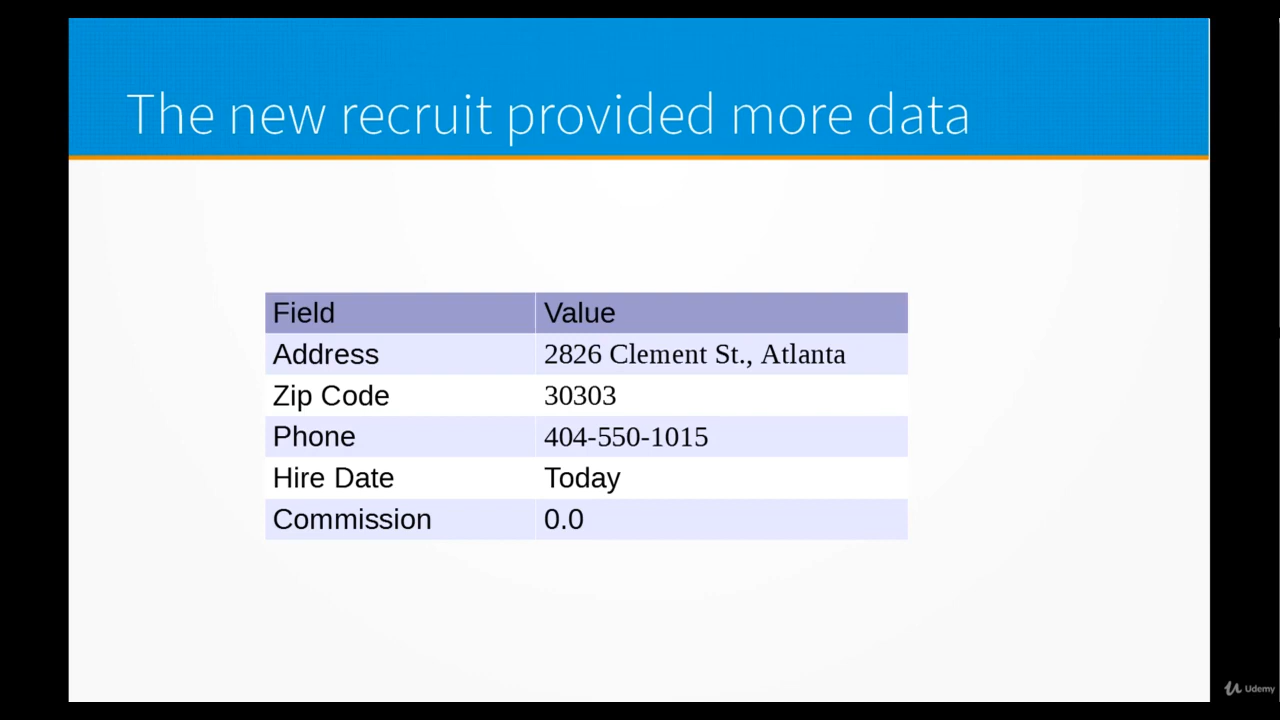 The new recruit provided more data
Field Value
Address 2826 Clement St., Atlanta
Zip Code 30303
Phone 404-550-1015
Hire Date Today
Commission 0.0
Udemy